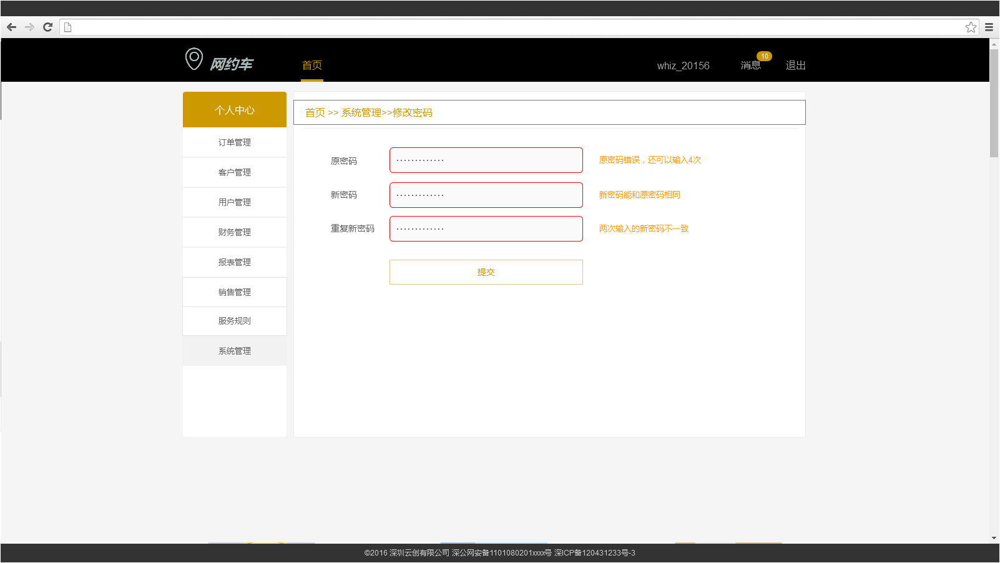 网约车
首页
whiz_20156
消息
10
退出
个人中心
订单管理
客户管理
用户管理
财务管理
报表管理
销售管理
服务规则
系统管理
首页 >> 系统管理>>修改密码
原密码 ············· 原密码错误，还可以输入4次
新密码 ············· 新密码能和原密码相同
重复新密码 ············· 两次输入的新密码不一致
提交
©2016 深圳云创有限公司 深公网安备1101080201xxxx号 深ICP备120431233号-3